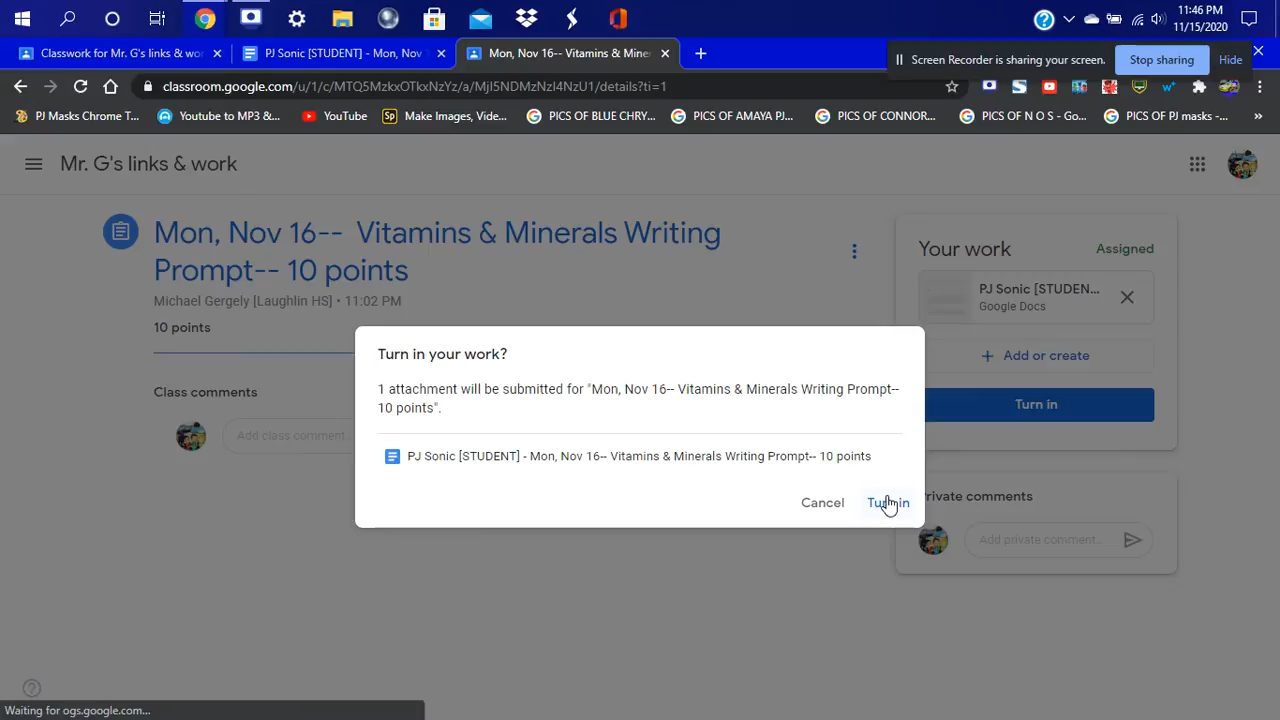 11:46 PM
11/15/2020
Classwork for Mr. G's links & wo
PJ Sonic [STUDENT] - Mon, Nov
Mon, Nov 16-- Vitamins & Mine
Screen Recorder is sharing your screen.
Stop sharing
Hide
classroom.google.com/u/1/c/MTQ5MzkxOTkxNzYz/a/MjI5NDMzNzI4NzU1/details?ti=1
PJ Masks Chrome T...
Youtube to MP3 &...
YouTube
Make Images, Video...
PICS OF BLUE CHRY...
PICS OF AMAYA PJ...
PICS OF CONNOR...
PICS OF N O S - Go...
PICS OF PJ masks -...
Mr. G's links & work
Mon, Nov 16-- Vitamins & Minerals Writing
Prompt-- 10 points
Michael Gergely [Laughlin HS] • 11:02 PM
10 points
Your work
Assigned
PJ Sonic [STUDEN...
Google Docs
Add or create
Turn in
Class comments
Add class comment
Turn in your work?
1 attachment will be submitted for "Mon, Nov 16-- Vitamins & Minerals Writing Prompt--
10 points".
PJ Sonic [STUDENT] - Mon, Nov 16-- Vitamins & Minerals Writing Prompt-- 10 points
Cancel
Turn in
Private comments
Add private comment...
Waiting for ogs.google.com...